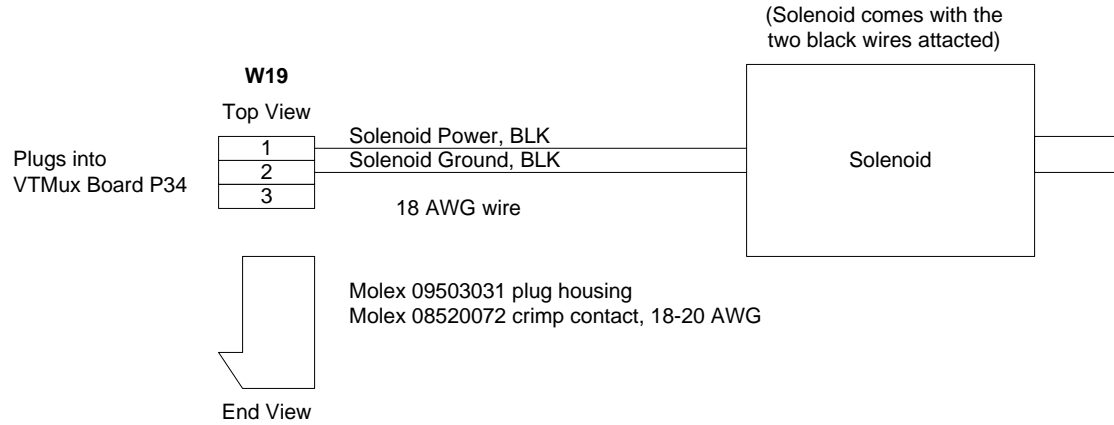 (Solenoid comes with the
two black wires attacted)
W19
Top View
Plugs into
VTMux Board P34
1
2
3
Solenoid Power, BLK
Solenoid Ground, BLK
18 AWG wire
Solenoid
Molex 09503031 plug housing
Molex 08520072 crimp contact, 18-20 AWG
End View